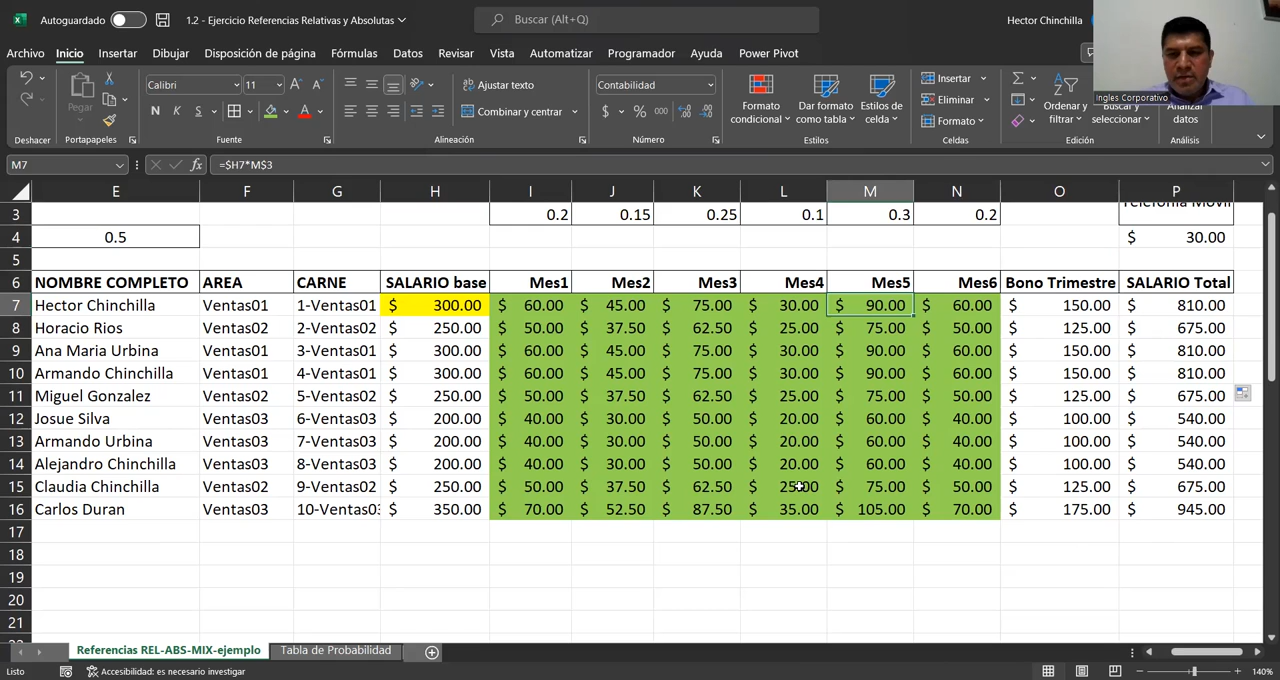 Autoguardado 1.2 - Ejercicio Referencias Relativas y Absolutas Buscar (Alt+Q) Hector Chinchilla
Archivo Inicio Insertar Dibujar Disposición de página Fórmulas Datos Revisar Vista Automatizar Programador Ayuda Power Pivot
Ingles Corporativo
Pegar Calibri 11 Ajustar texto Contabilidad Formato condicional Dar formato como tabla Estilos de celda Insertar Eliminar Formato Ordenar y filtrar Buscar y seleccionar Analizar datos
N K S Combinar y centrar $ % 000
Deshacer Portapapeles Fuente Alineación Número Estilos Celdas Edición Análisis
M7 fx =$H7*M$3
E F G H I J K L M N O P
3 0.2 0.15 0.25 0.1 0.3 0.2 Telefonía Movil
4 0.5 $ 30.00
5
6 NOMBRE COMPLETO AREA CARNE SALARIO base Mes1 Mes2 Mes3 Mes4 Mes5 Mes6 Bono Trimestre SALARIO Total
7 Hector Chinchilla Ventas01 1-Ventas01 $ 300.00 $ 60.00 $ 45.00 $ 75.00 $ 30.00 $ 90.00 $ 60.00 $ 150.00 $ 810.00
8 Horacio Rios Ventas02 2-Ventas02 $ 250.00 $ 50.00 $ 37.50 $ 62.50 $ 25.00 $ 75.00 $ 50.00 $ 125.00 $ 675.00
9 Ana Maria Urbina Ventas01 3-Ventas01 $ 300.00 $ 60.00 $ 45.00 $ 75.00 $ 30.00 $ 90.00 $ 60.00 $ 150.00 $ 810.00
10 Armando Chinchilla Ventas01 4-Ventas01 $ 300.00 $ 60.00 $ 45.00 $ 75.00 $ 30.00 $ 90.00 $ 60.00 $ 150.00 $ 810.00
11 Miguel Gonzalez Ventas02 5-Ventas02 $ 250.00 $ 50.00 $ 37.50 $ 62.50 $ 25.00 $ 75.00 $ 50.00 $ 125.00 $ 675.00
12 Josue Silva Ventas03 6-Ventas03 $ 200.00 $ 40.00 $ 30.00 $ 50.00 $ 20.00 $ 60.00 $ 40.00 $ 100.00 $ 540.00
13 Armando Urbina Ventas03 7-Ventas03 $ 200.00 $ 40.00 $ 30.00 $ 50.00 $ 20.00 $ 60.00 $ 40.00 $ 100.00 $ 540.00
14 Alejandro Chinchilla Ventas03 8-Ventas03 $ 200.00 $ 40.00 $ 30.00 $ 50.00 $ 20.00 $ 60.00 $ 40.00 $ 100.00 $ 540.00
15 Claudia Chinchilla Ventas02 9-Ventas02 $ 250.00 $ 50.00 $ 37.50 $ 62.50 $ 25.00 $ 75.00 $ 50.00 $ 125.00 $ 675.00
16 Carlos Duran Ventas03 10-Ventas03 $ 350.00 $ 70.00 $ 52.50 $ 87.50 $ 35.00 $ 105.00 $ 70.00 $ 175.00 $ 945.00
17
18
19
20
21
Referencias REL-ABS-MIX-ejemplo Tabla de Probabilidad
Listo Accesibilidad: es necesario investigar 140%